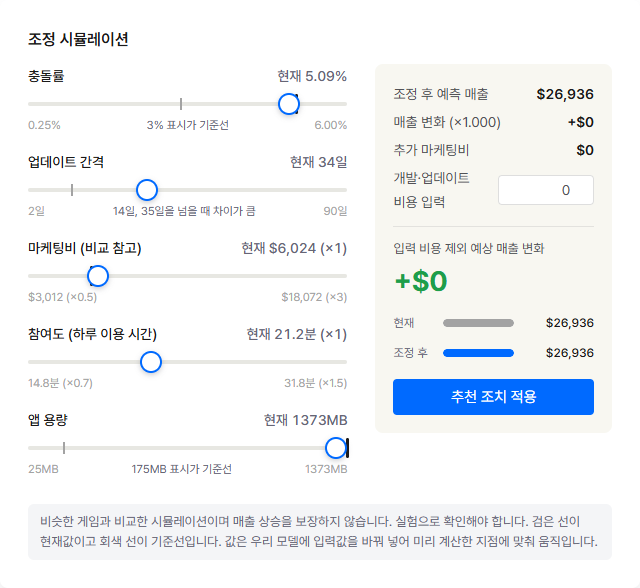 조정 시뮬레이션
충돌률 현재 5.09%
0.25% 3% 표시가 기준선 6.00%
업데이트 간격 현재 34일
2일 14일, 35일을 넘을 때 차이가 큼 90일
마케팅비 (비교 참고) 현재 $6,024 (×1)
$3,012 (×0.5) $18,072 (×3)
참여도 (하루 이용 시간) 현재 21.2분 (×1)
14.8분 (×0.7) 31.8분 (×1.5)
앱 용량 현재 1373MB
25MB 175MB 표시가 기준선 1373MB
조정 후 예측 매출 $26,936
매출 변화 (×1.000) +$0
추가 마케팅비 $0
개발·업데이트
비용 입력 0
입력 비용 제외 예상 매출 변화
+$0
현재 $26,936
조정 후 $26,936
추천 조치 적용
비슷한 게임과 비교한 시뮬레이션이며 매출 상승을 보장하지 않습니다. 실험으로 확인해야 합니다. 검은 선이
현재값이고 회색 선이 기준선입니다. 값은 우리 모델에 입력값을 바꿔 넣어 미리 계산한 지점에 맞춰 움직입니다.